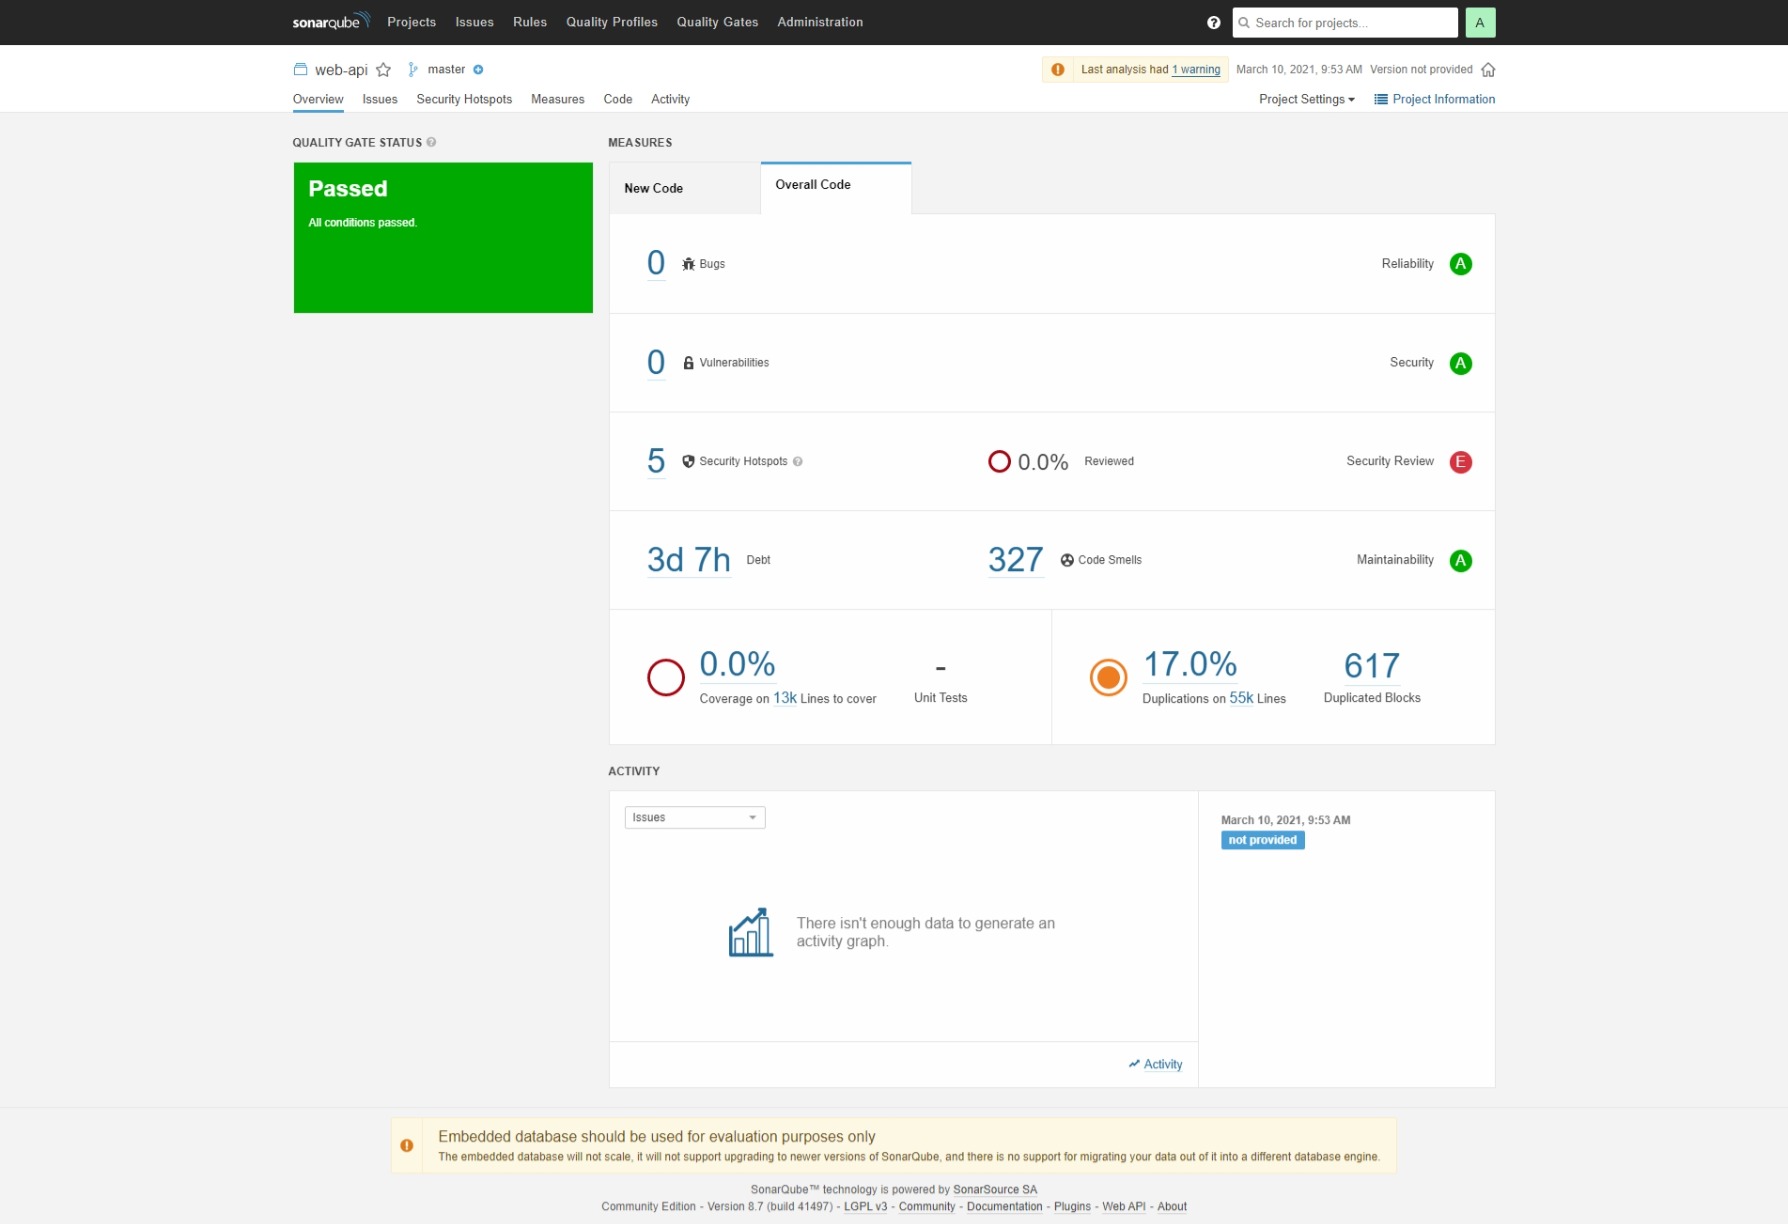 sonarqube Projects Issues Rules Quality Profiles Quality Gates Administration Search for projects... A
web-api master Last analysis had 1 warning March 10, 2021, 9:53 AM Version not provided
Overview Issues Security Hotspots Measures Code Activity Project Settings Project Information
QUALITY GATE STATUS
Passed
All conditions passed.
MEASURES
New Code Overall Code
0 Bugs Reliability A
0 Vulnerabilities Security A
5 Security Hotspots 0.0% Reviewed Security Review E
3d 7h Debt 327 Code Smells Maintainability A
0.0% - 17.0% 617
Coverage on 13k Lines to cover Unit Tests Duplications on 55k Lines Duplicated Blocks
ACTIVITY
Issues
March 10, 2021, 9:53 AM
not provided
There isn't enough data to generate an
activity graph.
Activity
Embedded database should be used for evaluation purposes only
The embedded database will not scale, it will not support upgrading to newer versions of SonarQube, and there is no support for migrating your data out of it into a different database engine.
SonarQube™ technology is powered by SonarSource SA
Community Edition - Version 8.7 (build 41497) - LGPL v3 - Community - Documentation - Plugins - Web API - About